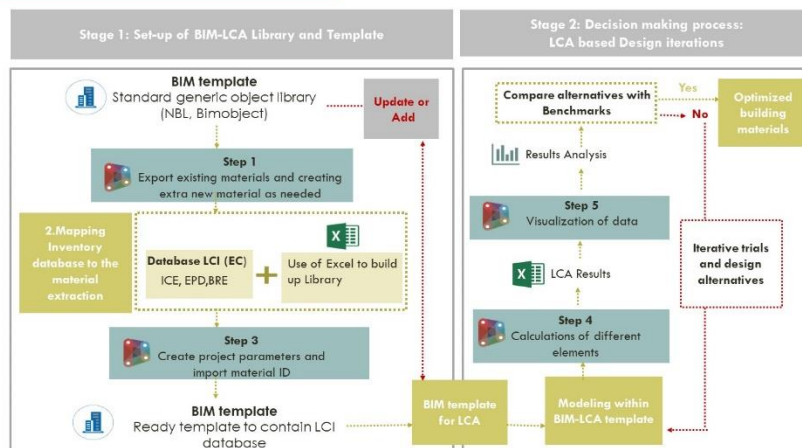 Stage 1: Set-up of BIM-LCA Library and Template
BIM template
Standard generic object library
(NBL, Bimobject)
Update or
Add
Step 1
Export existing materials and creating
extra new material as needed
2.Mapping
Inventory
database to the
material
extraction
Database LCI (EC)
ICE, EPD,BRE
Use of Excel to build
up Library
Step 3
Create project parameters and
import material ID
BIM template
Ready template to contain LCI
database
BIM template
for LCA
Stage 2: Decision making process:
LCA based Design iterations
Compare alternatives with
Benchmarks
Yes
No
Optimized
building
materials
Results Analysis
Step 5
Visualization of data
Iterative trials
and design
alternatives
LCA Results
Step 4
Calculations of different
elements
Modeling within
BIM-LCA template